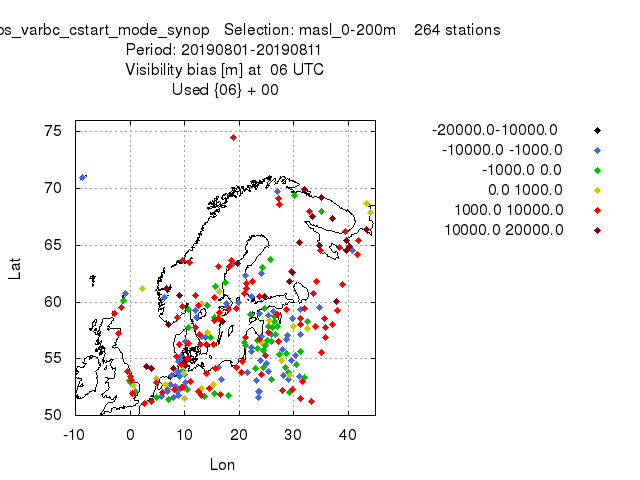 os_varbc_cstart_mode_synop Selection: masl_0-200m 264 stations
Period: 20190801-20190811
Visibility bias [m] at 06 UTC
Used {06} + 00
-20000.0-10000.0
-10000.0 -1000.0
-1000.0 0.0
0.0 1000.0
1000.0 10000.0
10000.0 20000.0
75
70
65
60
55
50
Lat
-10 0 10 20 30 40
Lon